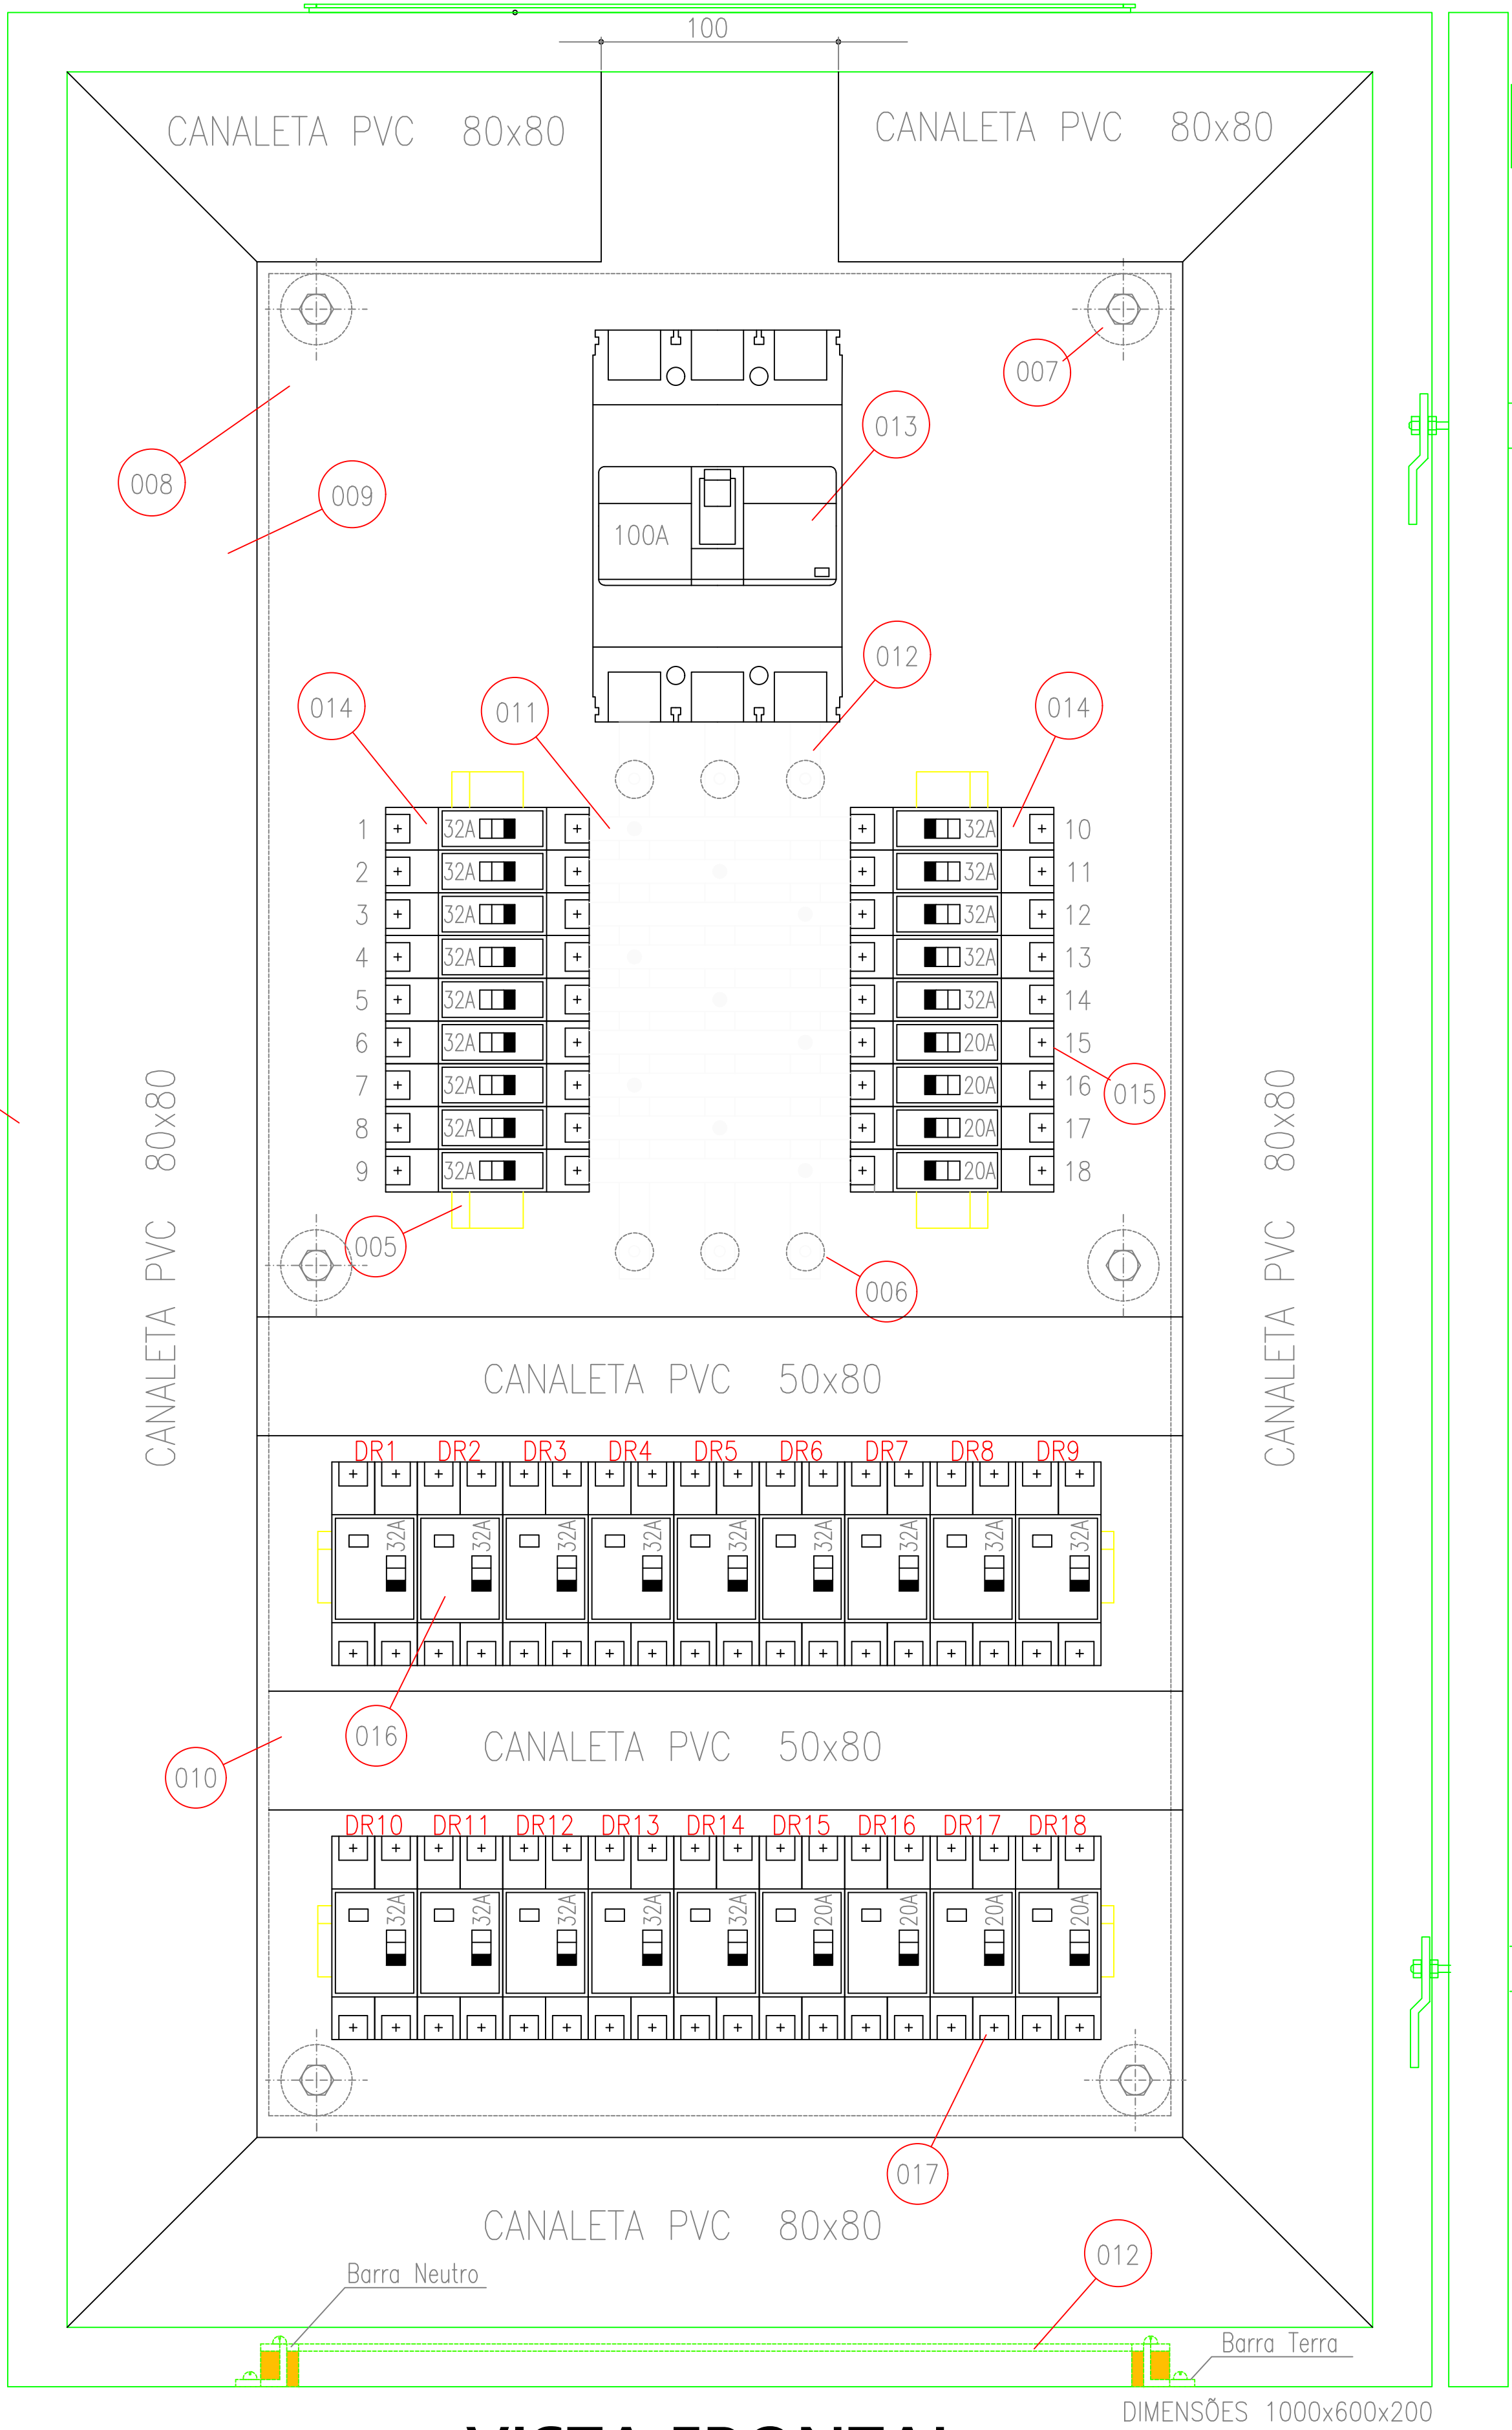 100
CANALETA PVC 80x80
CANALETA PVC 80x80
007
013
008
009
100A
012
014
011
014
1 32A 32A 10
2 32A 32A 11
3 32A 32A 12
4 32A 32A 13
5 32A 32A 14
6 32A 20A 15
7 32A 20A 16
8 32A 20A 17
9 32A 20A 18
015
CANALETA PVC 80x80
CANALETA PVC 80x80
005
006
CANALETA PVC 50x80
DR1 DR2 DR3 DR4 DR5 DR6 DR7 DR8 DR9
32A 32A 32A 32A 32A 32A 32A 32A 32A
016
CANALETA PVC 50x80
010
DR10 DR11 DR12 DR13 DR14 DR15 DR16 DR17 DR18
32A 32A 32A 32A 32A 20A 20A 20A 20A
017
CANALETA PVC 80x80
012
Barra Neutro
Barra Terra
DIMENSÕES 1000x600x200
VISTA FRONTAL